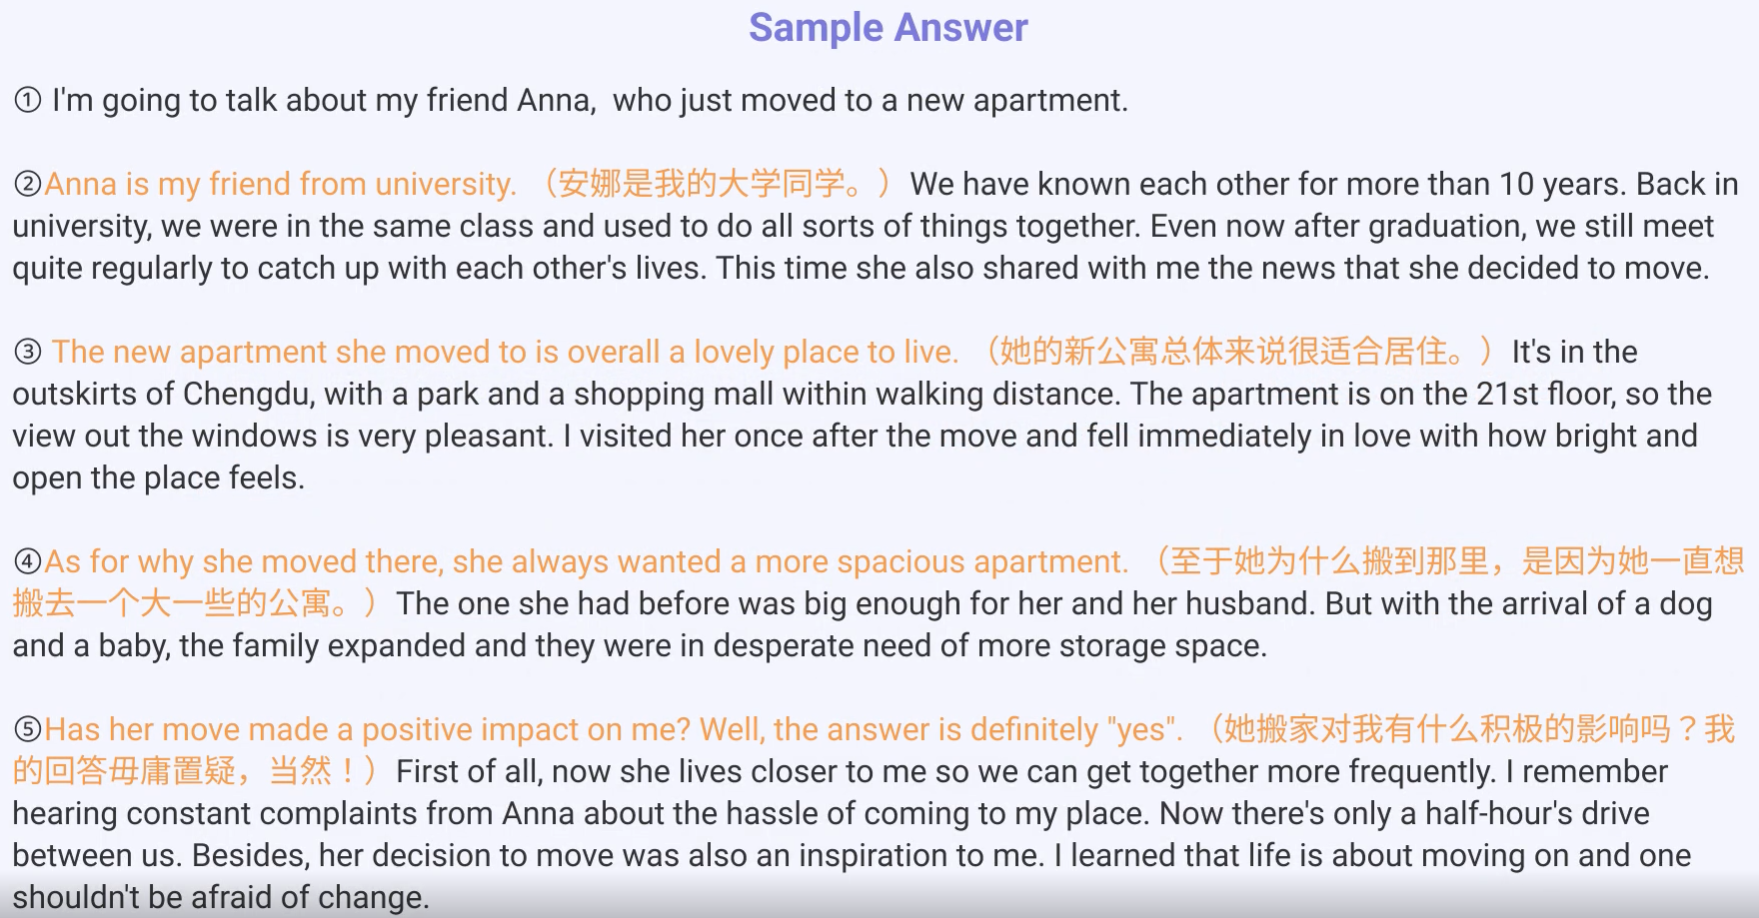 Sample Answer
① I'm going to talk about my friend Anna,  who just moved to a new apartment.
②Anna is my friend from university. （安娜是我的大学同学。）We have known each other for more than 10 years. Back in
university, we were in the same class and used to do all sorts of things together. Even now after graduation, we still meet
quite regularly to catch up with each other's lives. This time she also shared with me the news that she decided to move.
③ The new apartment she moved to is overall a lovely place to live. （她的新公寓总体来说很适合居住。）It's in the
outskirts of Chengdu, with a park and a shopping mall within walking distance. The apartment is on the 21st floor, so the
view out the windows is very pleasant. I visited her once after the move and fell immediately in love with how bright and
open the place feels.
④As for why she moved there, she always wanted a more spacious apartment. （至于她为什么搬到那里，是因为她一直想
搬去一个大一些的公寓。）The one she had before was big enough for her and her husband. But with the arrival of a dog
and a baby, the family expanded and they were in desperate need of more storage space.
⑤Has her move made a positive impact on me? Well, the answer is definitely "yes". （她搬家对我有什么积极的影响吗？我
的回答毋庸置疑，当然！）First of all, now she lives closer to me so we can get together more frequently. I remember
hearing constant complaints from Anna about the hassle of coming to my place. Now there's only a half-hour's drive
between us. Besides, her decision to move was also an inspiration to me. I learned that life is about moving on and one
shouldn't be afraid of change.